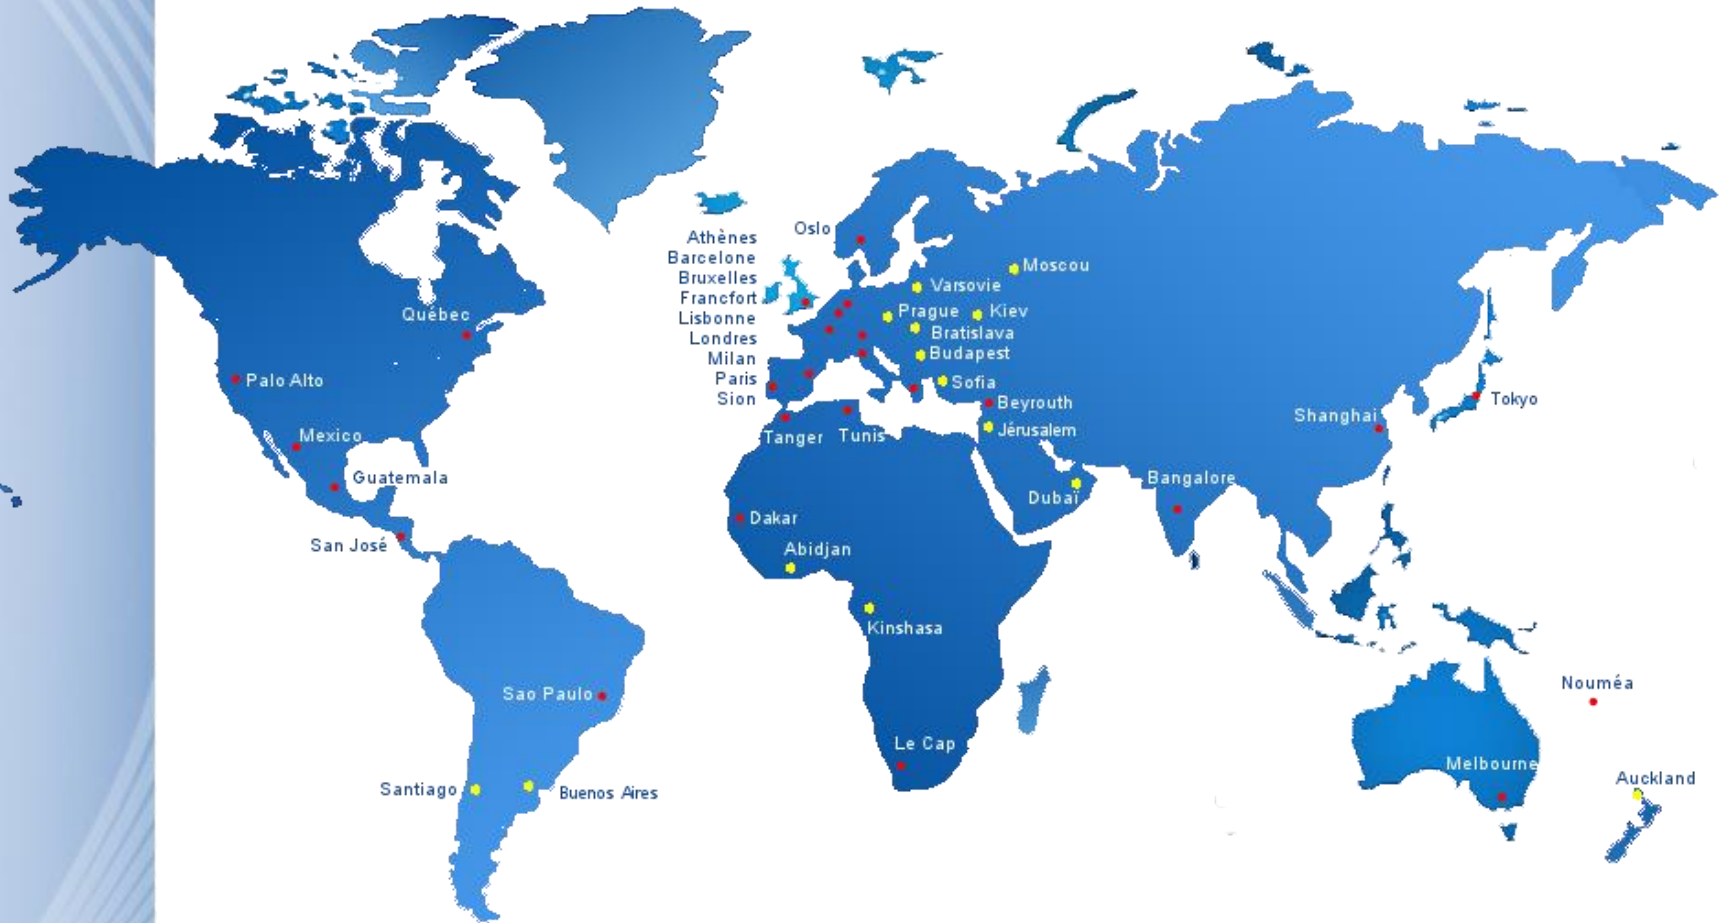 Oslo
Athènes
Barcelone
Bruxelles
Francfort
Lisbonne
Londres
Milan
Paris
Sion
Moscou
Varsovie
Prague
Kiev
Bratislava
Budapest
Sofia
Beyrouth
Jérusalem
Québec
Palo Alto
Mexico
Guatemala
San José
Tanger
Tunis
Dakar
Abidjan
Kinshasa
Le Cap
Dubaï
Bangalore
Shanghai
Tokyo
Sao Paulo
Santiago
Buenos Aires
Nouméa
Melbourne
Auckland